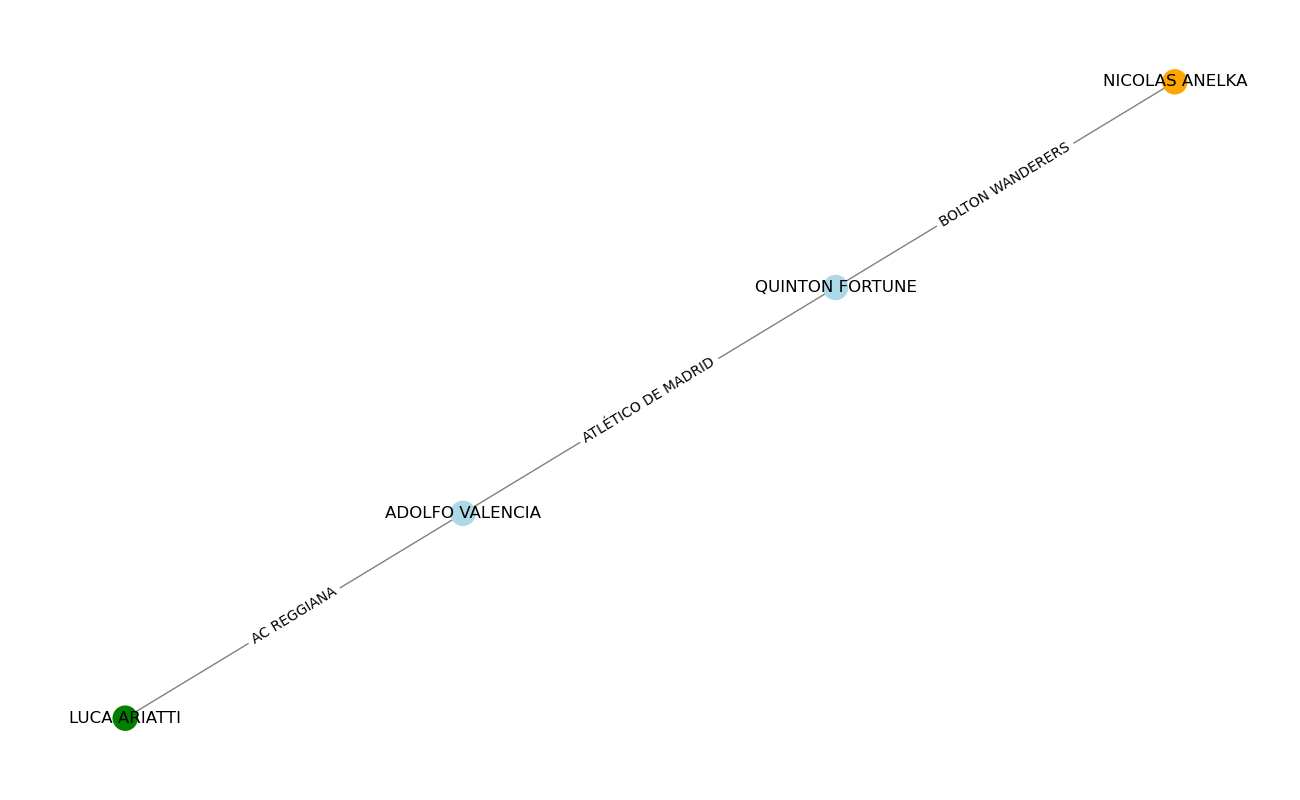 NICOLAS ANELKA
BOLTON WANDERERS
QUINTON FORTUNE
ATLÉTICO DE MADRID
ADOLFO VALENCIA
AC REGGIANA
LUCA ARIATTI